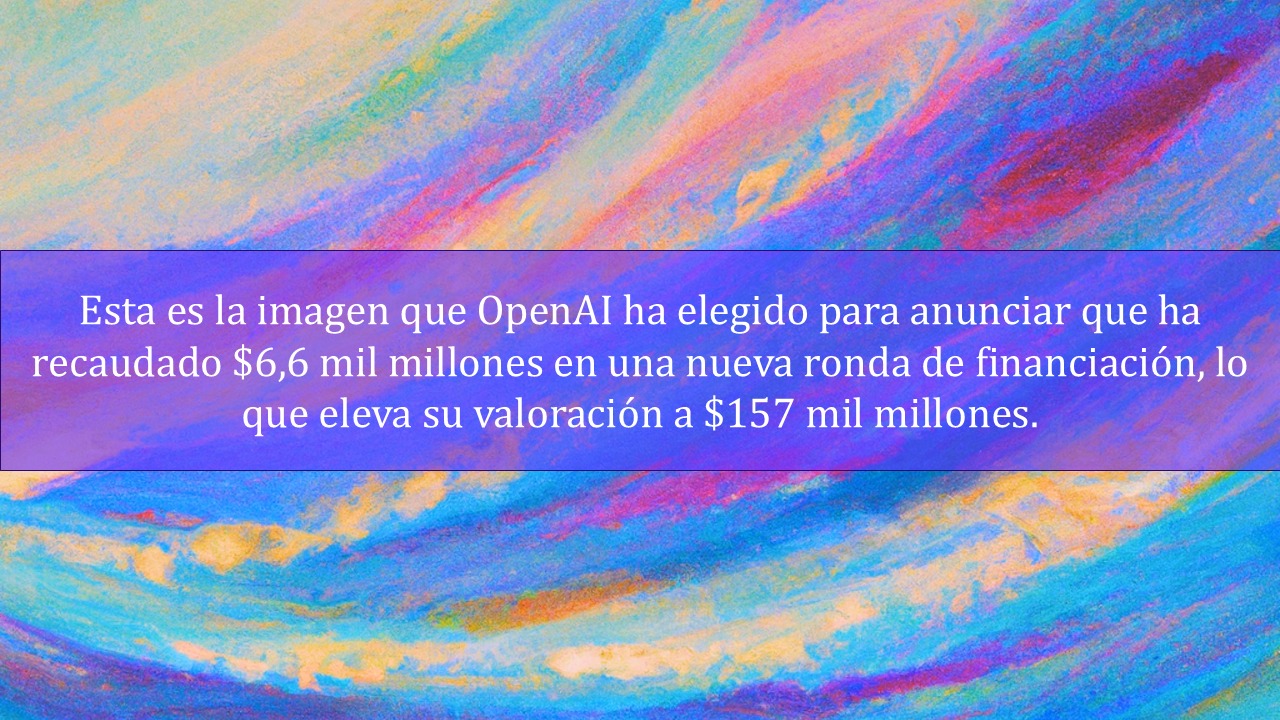 Esta es la imagen que OpenAI ha elegido para anunciar que ha
recaudado $6,6 mil millones en una nueva ronda de financiación, lo
que eleva su valoración a $157 mil millones.